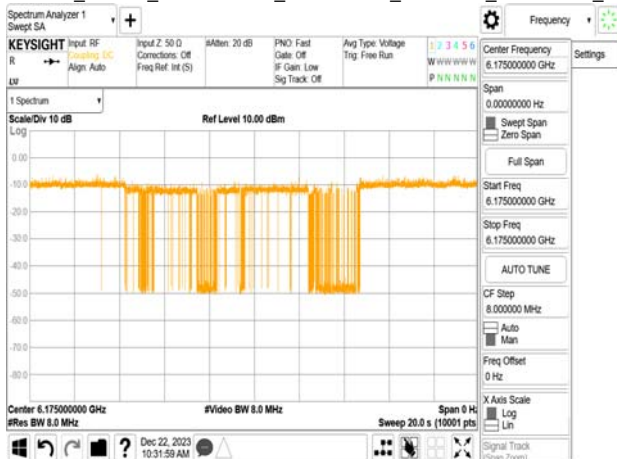 Spectrum Analyzer 1
Swept SA
+
Frequency
KEYSIGHT
R
LXI
Input: RF
Coupling: DC
Align: Auto
Input Z: 50 Ω
Corrections: Off
Freq Ref: Int (S)
#Atten: 20 dB
PNO: Fast
Gate: Off
IF Gain: Low
Sig Track: Off
Avg Type: Voltage
Trig: Free Run
1 2 3 4 5 6
W W W W W W
P N N N N N
1 Spectrum
Scale/Div 10 dB
Ref Level 10.00 dBm
Log
0.00
-10.0
-20.0
-30.0
-40.0
-50.0
-60.0
-70.0
-80.0
Center 6.175000000 GHz
#Res BW 8.0 MHz
#Video BW 8.0 MHz
Span 0 Hz
Sweep 20.0 s (10001 pts
Center Frequency
6.175000000 GHz
Settings
Span
0.00000000 Hz
Swept Span
Zero Span
Full Span
Start Freq
6.175000000 GHz
Stop Freq
6.175000000 GHz
AUTO TUNE
CF Step
8.000000 MHz
Auto
Man
Freq Offset
0 Hz
X Axis Scale
Log
Lin
Signal Track
(Span Zoom)
?
Dec 22, 2023
10:31:59 AM